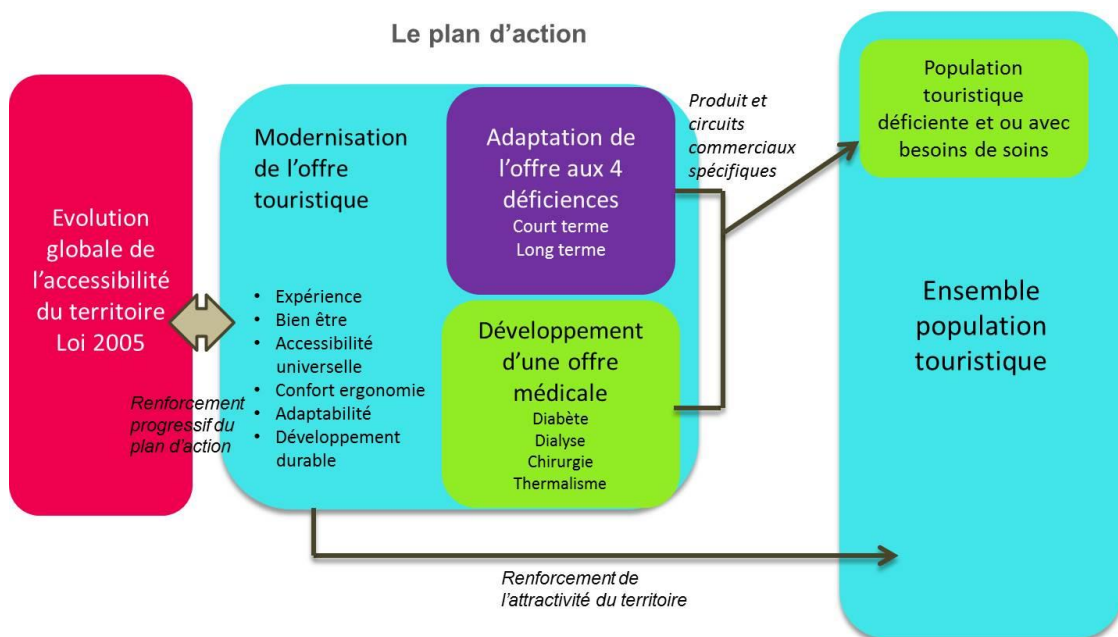 Le plan d’action
Evolution
globale de
l’accessibilité
du territoire
Loi 2005
Renforcement
progressif du
plan d’action
Modernisation
de l’offre
touristique
• Expérience
• Bien être
• Accessibilité
universelle
• Confort ergonomie
• Adaptabilité
• Développement
durable
Adaptation de
l’offre aux 4
déficiences
Court terme
Long terme
Développement
d’une offre
médicale
Diabète
Dialyse
Chirurgie
Thermalisme
Produit et
circuits
commerciaux
spécifiques
Renforcement de
l’attractivité du territoire
Population
touristique
déficiente et ou avec
besoins de soins
Ensemble
population
touristique